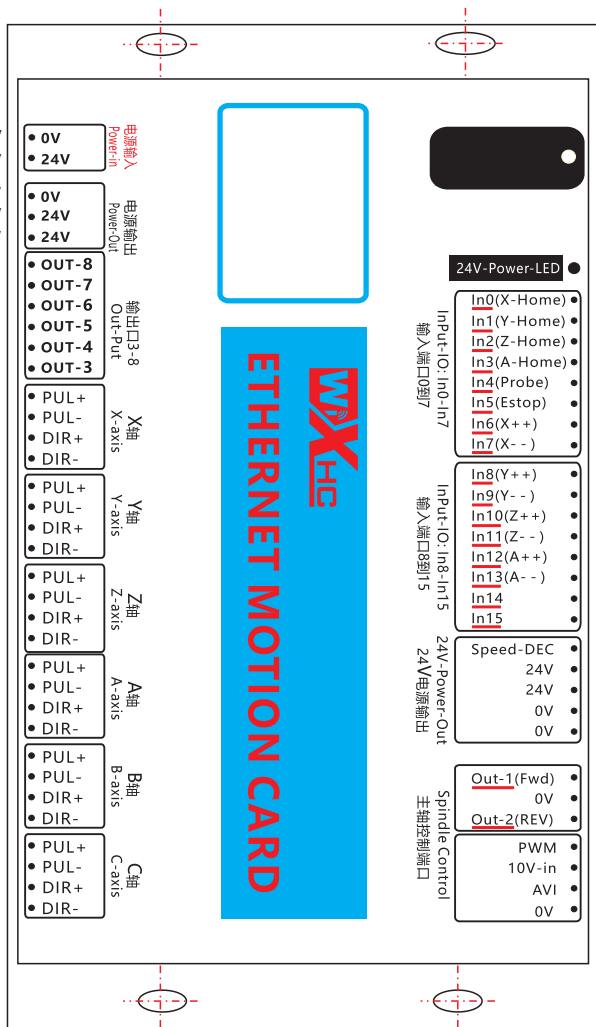 0V
24V
电源输入
Power-in
0V
24V
24V
电源输出
Power-Out
OUT-8
OUT-7
OUT-6
OUT-5
OUT-4
OUT-3
输出口3-8
Out-Put
PUL+
PUL-
DIR+
DIR-
X轴
X-axis
PUL+
PUL-
DIR+
DIR-
Y轴
Y-axis
PUL+
PUL-
DIR+
DIR-
Z轴
Z-axis
PUL+
PUL-
DIR+
DIR-
A轴
A-axis
PUL+
PUL-
DIR+
DIR-
B轴
B-axis
PUL+
PUL-
DIR+
DIR-
C轴
C-axis
WIXHC
ETHERNET MOTION CARD
24V-Power-LED
InPut-IO: In0-In7
输入端口0到7
In0(X-Home)
In1(Y-Home)
In2(Z-Home)
In3(A-Home)
In4(Probe)
In5(Estop)
In6(X++)
In7(X--)
InPut-IO: In8-In15
输入端口8到15
In8(Y++)
In9(Y--)
In10(Z++)
In11(Z--)
In12(A++)
In13(A--)
In14
In15
24V-Power-Out
24V电源输出
Speed-DEC
24V
24V
0V
0V
Spindle Control
主轴控制端口
Out-1(Fwd)
0V
Out-2(REV)
PWM
10V-in
AVI
0V